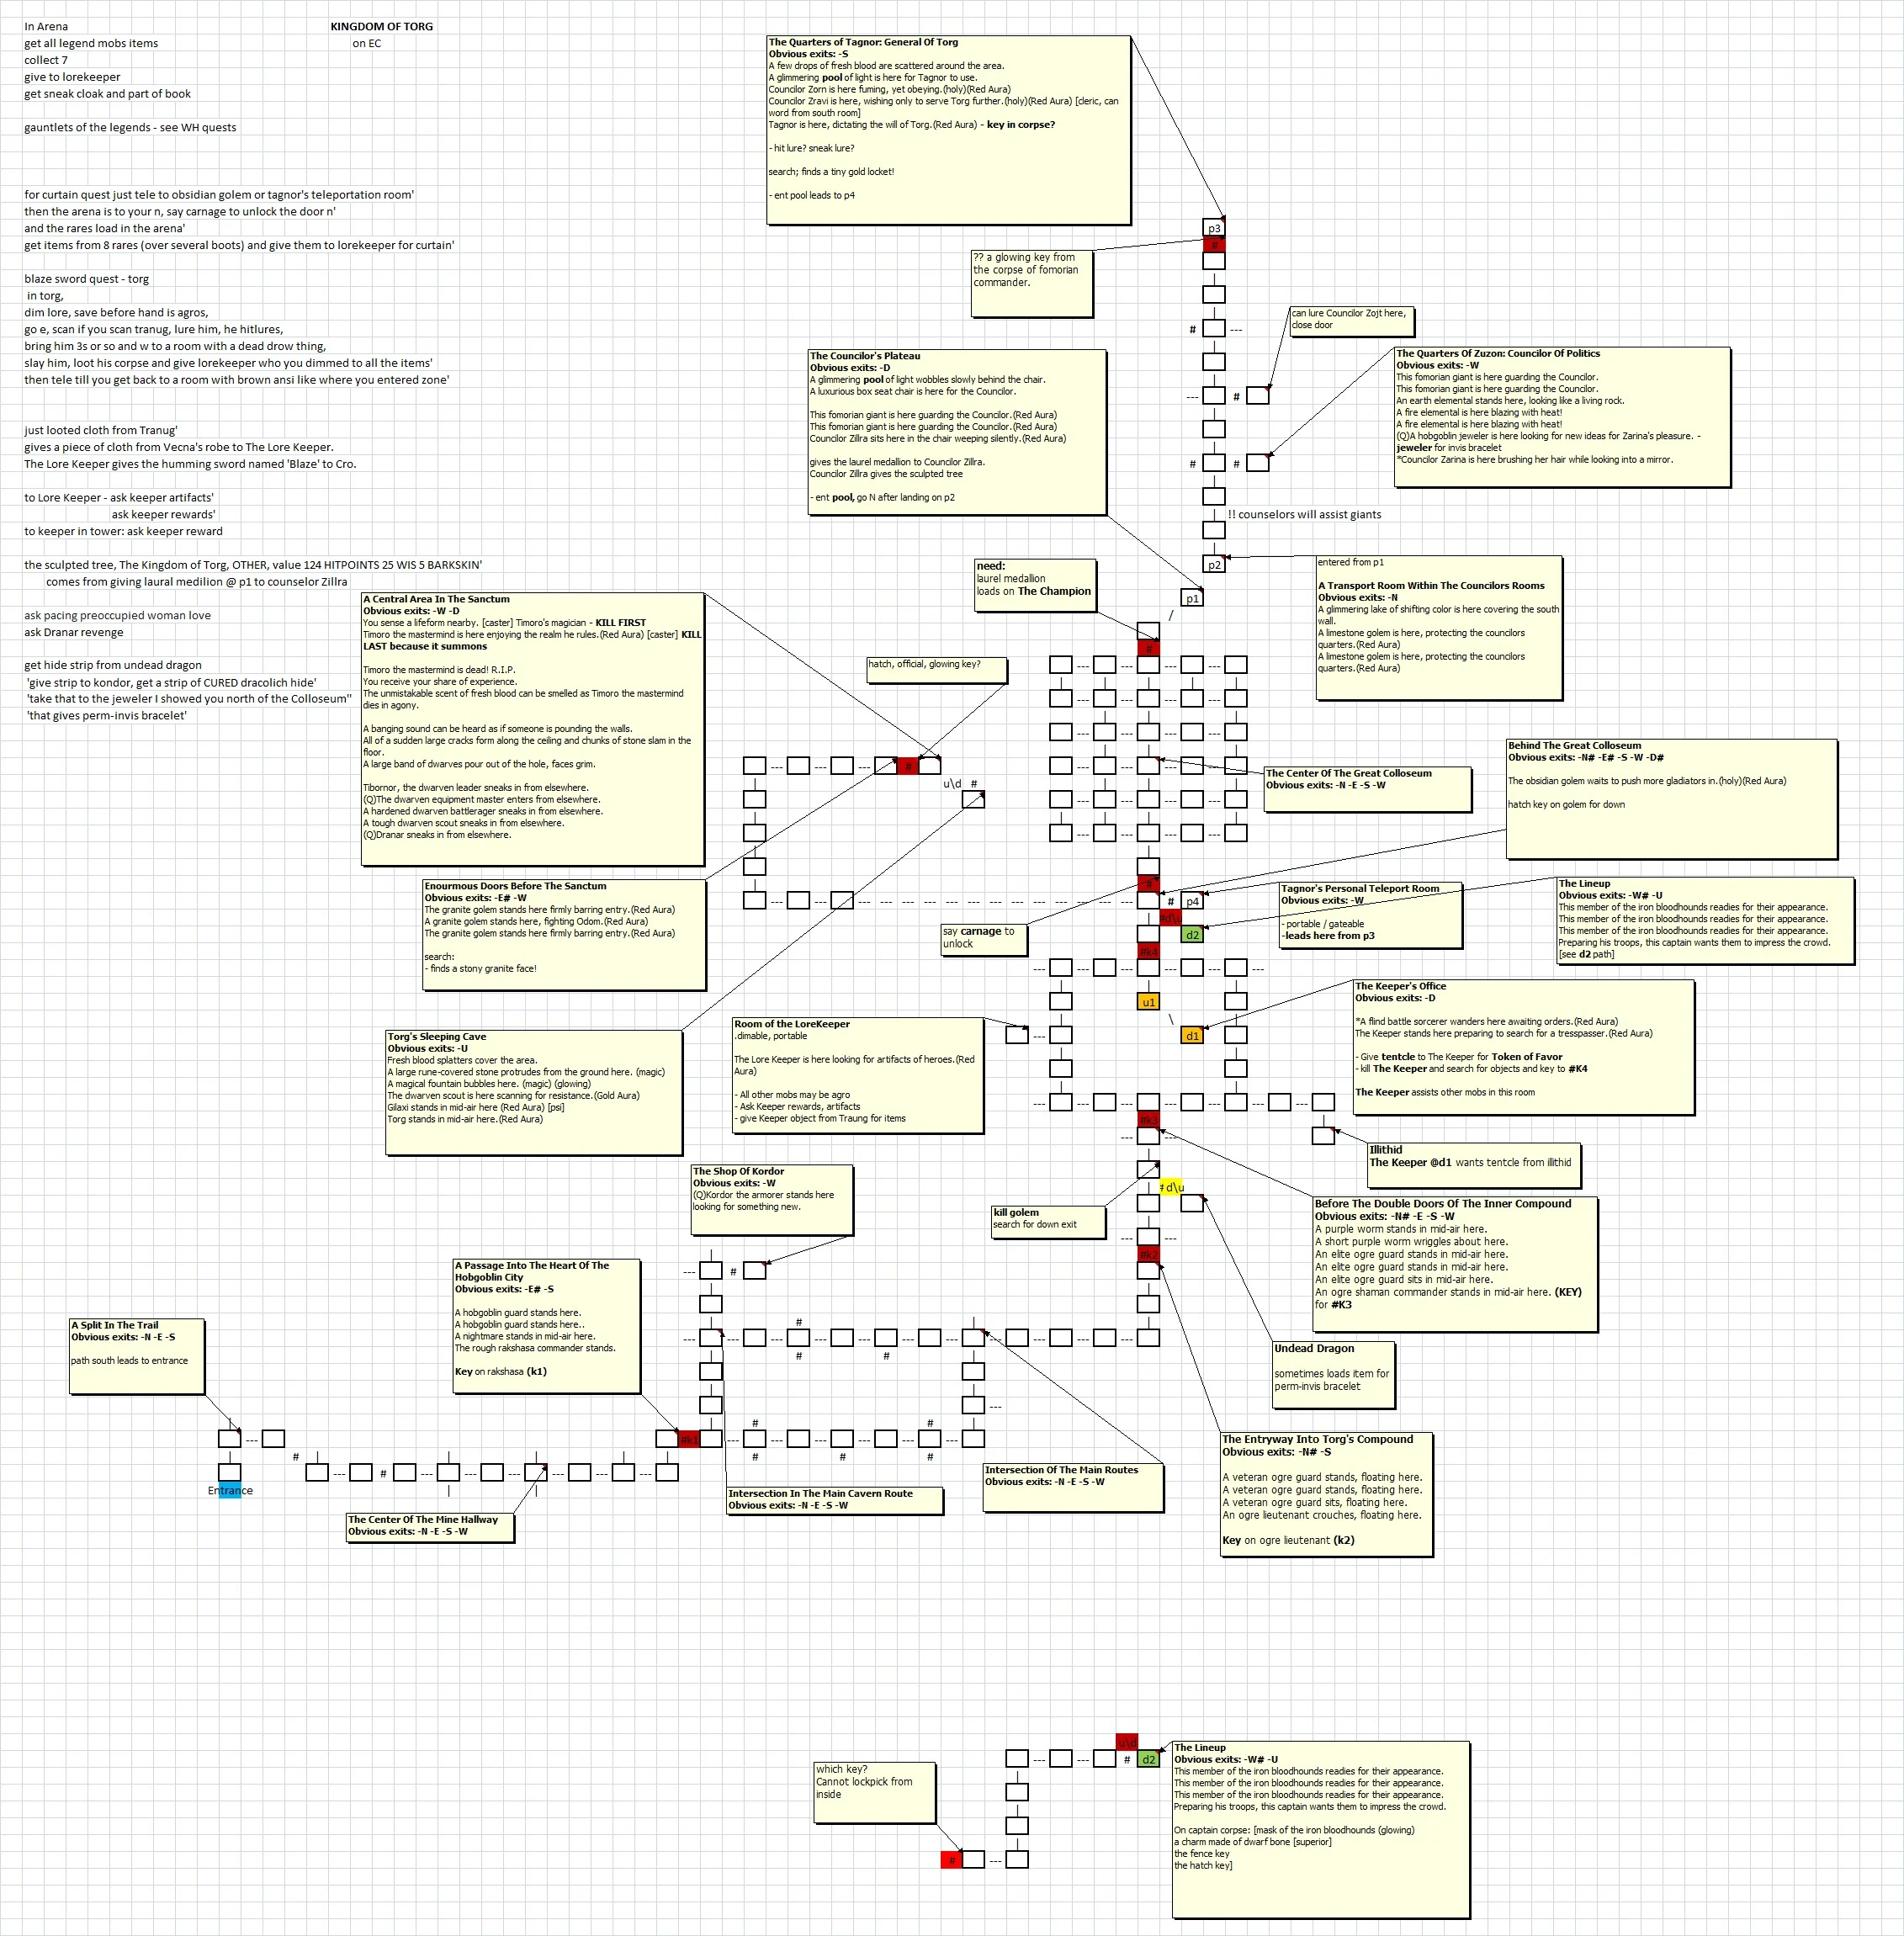 In Arena
KINGDOM OF TORG
get all legend mobs items
on EC
collect 7
give to lorekeeper
get sneak cloak and part of book
gauntlets of the legends - see WH quests
for curtain quest just tele to obsidian golem or tagnor's teleportation room'
then the arena is to your n, say carnage to unlock the door n'
and the rares load in the arena'
get items from 8 rares (over several boots) and give them to lorekeeper for curtain'
blaze sword quest - torg
in torg,
dim lore, save before hand is agros,
go e, scan if you scan tranug, lure him, he hitlures,
bring him 3s or so and w to a room with a dead drow thing,
slay him, loot his corpse and give lorekeeper who you dimmed to all the items'
then tele till you get back to a room with brown ansi like where you entered zone'
just looted cloth from Tranug'
gives a piece of cloth from Vecna's robe to The Lore Keeper.
The Lore Keeper gives the humming sword named 'Blaze' to Cro.
to Lore Keeper - ask keeper artifacts'
ask keeper rewards'
to keeper in tower: ask keeper reward
the sculpted tree, The Kingdom of Torg, OTHER, value 124 HITPOINTS 25 WIS 5 BARKSKIN'
comes from giving laural medilion @ p1 to counselor Zillra
ask pacing preoccupied woman love
ask Dranar revenge
get hide strip from undead dragon
'give strip to kondor, get a strip of CURED dracolich hide'
'take that to the jeweler I showed you north of the Colloseum"
'that gives perm-invis bracelet'
The Quarters of Tagnor: General Of Torg
Obvious exits: -S
A few drops of fresh blood are scattered around the area.
A glimmering pool of light is here for Tagnor to use.
Councilor Zorn is here fuming, yet obeying.(holy)(Red Aura)
Councilor Zravi is here, wishing only to serve Torg further.(holy)(Red Aura) [cleric, can
word from south room]
Tagnor is here, dictating the will of Torg.(Red Aura) - key in corpse?
- hit lure? sneak lure?
search; finds a tiny gold locket!
- ent pool leads to p4
p3
#
?? a glowing key from
the corpse of fomorian
commander.
can lure Councilor Zojt here,
close door
#
---
The Councilor's Plateau
Obvious exits: -D
A glimmering pool of light wobbles slowly behind the chair.
A luxurious box seat chair is here for the Councilor.
This fomorian giant is here guarding the Councilor.(Red Aura)
This fomorian giant is here guarding the Councilor.(Red Aura)
Councilor Zillra sits here in the chair weeping silently.(Red Aura)
gives the laurel medallion to Councilor Zillra.
Councilor Zillra gives the sculpted tree
- ent pool, go N after landing on p2
The Quarters Of Zuzon: Councilor Of Politics
Obvious exits: -W
This fomorian giant is here guarding the Councilor.
This fomorian giant is here guarding the Councilor.
An earth elemental stands here, looking like a living rock.
A fire elemental is here blazing with heat!
A fire elemental is here blazing with heat!
(Q)A hobgoblin jeweler is here looking for new ideas for Zarina's pleasure. -
jeweler for invis bracelet
*Councilor Zarina is here brushing her hair while looking into a mirror.
--- #
# #
!! counselors will assist giants
p2
entered from p1
A Transport Room Within The Councilors Rooms
Obvious exits: -N
A glimmering lake of shifting color is here covering the south
wall.
A limestone golem is here, protecting the councilors
quarters.(Red Aura)
A limestone golem is here, protecting the councilors
quarters.(Red Aura)
need:
laurel medallion
loads on The Champion
p1
/
#
A Central Area In The Sanctum
Obvious exits: -W -D
You sense a lifeform nearby. [caster] Timoro's magician - KILL FIRST
Timoro the mastermind is here enjoying the realm he rules.(Red Aura) [caster] KILL
LAST because it summons
Timoro the mastermind is dead! R.I.P.
You receive your share of experience.
The unmistakable scent of fresh blood can be smelled as Timoro the mastermind
dies in agony.
A banging sound can be heard as if someone is pounding the walls.
All of a sudden large cracks form along the ceiling and chunks of stone slam in the
floor.
A large band of dwarves pour out of the hole, faces grim.
Tibornor, the dwarven leader sneaks in from elsewhere.
(Q)The dwarven equipment master enters from elsewhere.
A hardened dwarven battlerager sneaks in from elsewhere.
A tough dwarven scout sneaks in from elsewhere.
(Q)Dranar sneaks in from elsewhere.
hatch, official, glowing key?
#
u\d #
The Center Of The Great Colloseum
Obvious exits: -N -E -S -W
Behind The Great Colloseum
Obvious exits: -N# -E# -S -W -D#
The obsidian golem waits to push more gladiators in.(holy)(Red Aura)
hatch key on golem for down
Enourmous Doors Before The Sanctum
Obvious exits: -E# -W
The granite golem stands here firmly barring entry.(Red Aura)
A granite golem stands here, fighting Odom.(Red Aura)
The granite golem stands here firmly barring entry.(Red Aura)
search:
- finds a stony granite face!
#
# p4
#d\u
d2
#k4
say carnage to
unlock
Tagnor's Personal Teleport Room
Obvious exits: -W
- portable / gateable
-leads here from p3
The Lineup
Obvious exits: -W# -U
This member of the iron bloodhounds readies for their appearance.
This member of the iron bloodhounds readies for their appearance.
This member of the iron bloodhounds readies for their appearance.
Preparing his troops, this captain wants them to impress the crowd.
[see d2 path]
u1
\
d1
The Keeper's Office
Obvious exits: -D
*A flind battle sorcerer wanders here awaiting orders.(Red Aura)
The Keeper stands here preparing to search for a tresspasser.(Red Aura)
- Give tentcle to The Keeper for Token of Favor
- kill The Keeper and search for objects and key to #K4
The Keeper assists other mobs in this room
Room of the LoreKeeper
.dimable, portable
The Lore Keeper is here looking for artifacts of heroes.(Red
Aura)
- All other mobs may be agro
- Ask Keeper rewards, artifacts
- give Keeper object from Traung for items
Torg's Sleeping Cave
Obvious exits: -U
Fresh blood splatters cover the area.
A large rune-covered stone protrudes from the ground here. (magic)
A magical fountain bubbles here. (magic) (glowing)
The dwarven scout is here scanning for resistance.(Gold Aura)
Gilaxi stands in mid-air here (Red Aura) [psi]
Torg stands in mid-air here.(Red Aura)
#k3
Illithid
The Keeper @d1 wants tentcle from illithid
The Shop Of Kordor
Obvious exits: -W
(Q)Kordor the armorer stands here
looking for something new.
# d\u
kill golem
search for down exit
#k2
Before The Double Doors Of The Inner Compound
Obvious exits: -N# -E -S -W
A purple worm stands in mid-air here.
A short purple worm wriggles about here.
An elite ogre guard stands in mid-air here.
An elite ogre guard stands in mid-air here.
An elite ogre guard sits in mid-air here.
An ogre shaman commander stands in mid-air here. (KEY)
for #K3
A Passage Into The Heart Of The
Hobgoblin City
Obvious exits: -E# -S
A hobgoblin guard stands here.
A hobgoblin guard stands here..
A nightmare stands in mid-air here.
The rough rakshasa commander stands.
Key on rakshasa (k1)
--- #
#
# #
A Split In The Trail
Obvious exits: -N -E -S
path south leads to entrance
Undead Dragon
sometimes loads item for
perm-invis bracelet
# #
#k1
# # #
# #
Entrance
The Center Of The Mine Hallway
Obvious exits: -N -E -S -W
Intersection In The Main Cavern Route
Obvious exits: -N -E -S -W
Intersection Of The Main Routes
Obvious exits: -N -E -S -W
The Entryway Into Torg's Compound
Obvious exits: -N# -S
A veteran ogre guard stands, floating here.
A veteran ogre guard stands, floating here.
A veteran ogre guard sits, floating here.
An ogre lieutenant crouches, floating here.
Key on ogre lieutenant (k2)
u\d
# d2
which key?
Cannot lockpick from
inside
#
The Lineup
Obvious exits: -W# -U
This member of the iron bloodhounds readies for their appearance.
This member of the iron bloodhounds readies for their appearance.
This member of the iron bloodhounds readies for their appearance.
Preparing his troops, this captain wants them to impress the crowd.
On captain corpse: [mask of the iron bloodhounds (glowing)
a charm made of dwarf bone [superior]
the fence key
the hatch key]